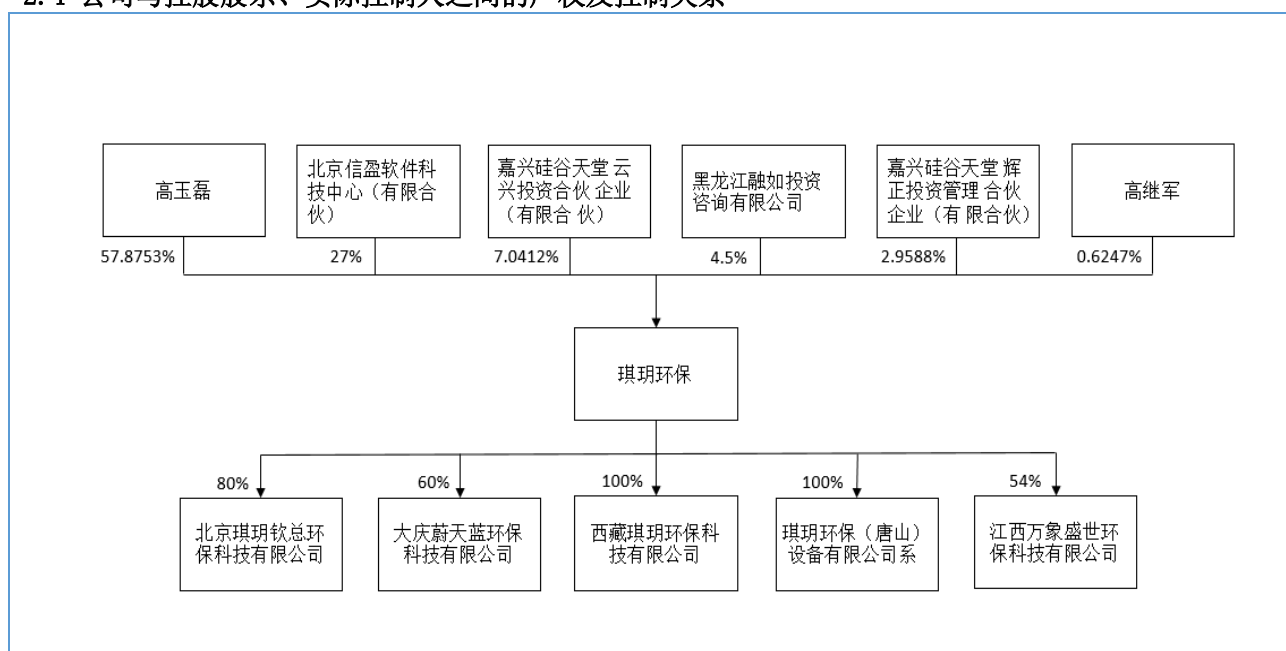 2.4 公司与控股股东、实际控制人之间的产权及控制关系
高玉磊
北京信盈软件科
技中心（有限合
伙）
嘉兴硅谷天堂 云
兴投资合伙 企业
（有限合 伙）
黑龙江融如投资
咨询有限公司
嘉兴硅谷天堂 辉
正投资管理 合伙
企业（有 限合伙）
高继军
57.8753%
27%
7.0412%
4.5%
2.9588%
0.6247%
琪玥环保
80%
60%
100%
100%
54%
北京琪玥钦总环
保科技有限公司
大庆蔚天蓝环保
科技有限公司
西藏琪玥环保科
技有限公司
琪玥环保（唐山）
设备有限公司系
江西万象盛世环
保科技有限公司